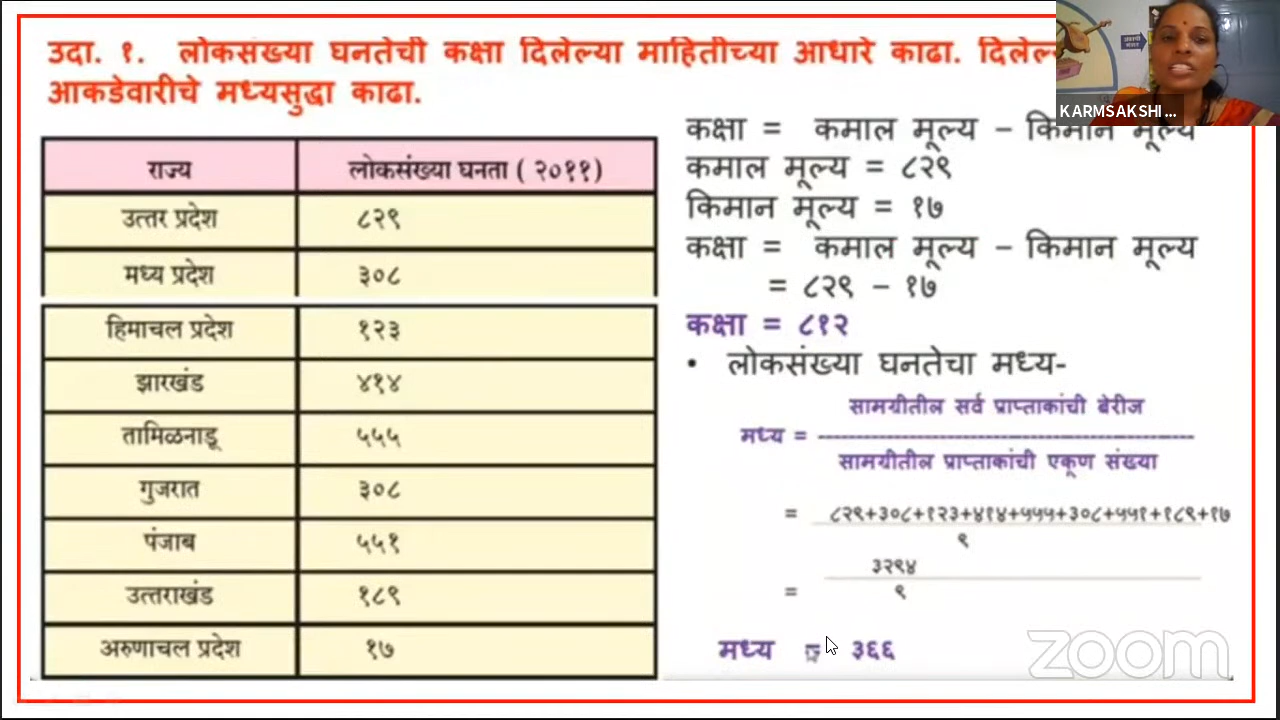 उदा. १. लोकसंख्या घनतेची कक्षा दिलेल्या माहितीच्या आधारे काढा.
आकडेवारीचे मध्यसुद्धा काढा.
राज्य लोकसंख्या घनता ( २०११)
उत्तर प्रदेश ८२९
मध्य प्रदेश ३०८
हिमाचल प्रदेश १२३
झारखंड ४१४
तामिळनाडू ५५५
गुजरात ३०८
पंजाब ५५१
उत्तराखंड १८९
अरुणाचल प्रदेश १७
कक्षा = कमाल मूल्य – किमान मूल्य
कमाल मूल्य = ८२९
किमान मूल्य = १७
कक्षा = कमाल मूल्य – किमान मूल्य
= ८२९ – १७
कक्षा = ८१२
• लोकसंख्या घनतेचा मध्य-
सामग्रीतील सर्व प्राप्तांकांची बेरीज
मध्य = ------------------------------------------------
सामग्रीतील प्राप्तांकांची एकूण संख्या
= ८२९+३०८+१२३+४१४+५५५+३०८+५५१+१८९+१७
९
३२९४
=
९
मध्य = ३६६
KARMSAKSHI ...
zoom